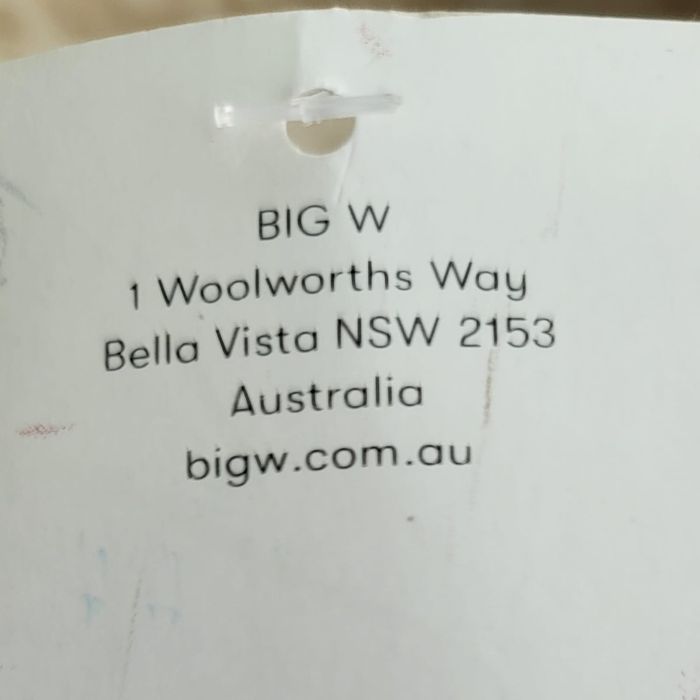 BIG W
1 Woolworths Way
Bella Vista NSW 2153
Australia
bigw.com.au